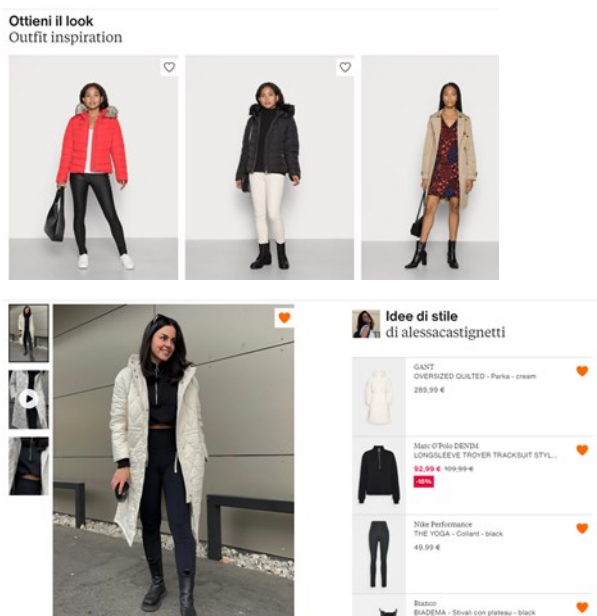 Ottieni il look
Outfit inspiration
Idee di stile
di alessacastignetti
GANT
OVERSIZED QUILTED - Parka - cream
289,99 €
Marc O'Polo DENIM
LONGSLEEVE TROYER TRACKSUIT STYL...
92,99 € 109,99 €
-15%
Nike Performance
THE YOGA - Collant - black
49,99 €
Bianco
BIADEMA - Stivali con plateau - black